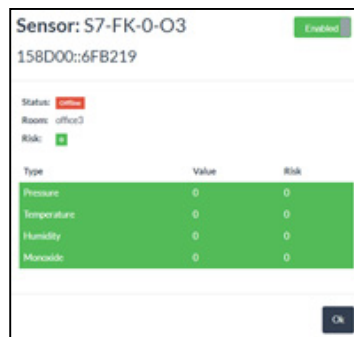 Sensor: S7-FK-0-O3 Enabled
158D00::6FB219
Status: Offline
Room: office3
Risk: 0
Type Value Risk
Pressure 0 0
Temperature 0 0
Humidity 0 0
Monoxide 0 0
Ok